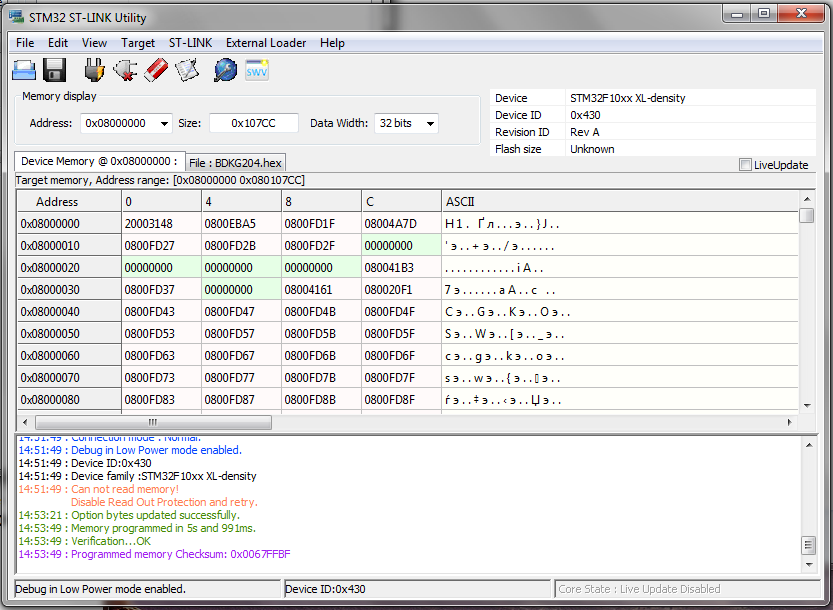 STM32 ST-LINK Utility
File Edit View Target ST-LINK External Loader Help
SWV
Memory display
Address: 0x08000000 Size: 0x107CC Data Width: 32 bits
Device STM32F10xx XL-density
Device ID 0x430
Revision ID Rev A
Flash size Unknown
LiveUpdate
Device Memory @ 0x08000000 : File : BDKG204.hex
Target memory, Address range: [0x08000000 0x080107CC]
Address 0 4 8 C ASCII
0x08000000 20003148 0800EBA5 0800FD1F 08004A7D H1. Ґл...э..}J..
0x08000010 0800FD27 0800FD2B 0800FD2F 00000000 'э..+э../э......
0x08000020 00000000 00000000 00000000 080041B3 ............іA..
0x08000030 0800FD37 00000000 08004161 080020F1 7э......aA..с ..
0x08000040 0800FD43 0800FD47 0800FD4B 0800FD4F Cэ..Gэ..Kэ..Oэ..
0x08000050 0800FD53 0800FD57 0800FD5B 0800FD5F Sэ..Wэ..[э.._э..
0x08000060 0800FD63 0800FD67 0800FD6B 0800FD6F cэ..gэ..kэ..oэ..
0x08000070 0800FD73 0800FD77 0800FD7B 0800FD7F sэ..wэ..{э..▯э..
0x08000080 0800FD83 0800FD87 0800FD8B 0800FD8F ѓэ..‡э..‹э..Џэ..
14:51:49 : Connection mode : Normal.
14:51:49 : Debug in Low Power mode enabled.
14:51:49 : Device ID:0x430
14:51:49 : Device family :STM32F10xx XL-density
14:51:49 : Can not read memory!
Disable Read Out Protection and retry.
14:53:21 : Option bytes updated successfully.
14:53:49 : Memory programmed in 5s and 991ms.
14:53:49 : Verification...OK
14:53:49 : Programmed memory Checksum: 0x0067FFBF
Debug in Low Power mode enabled. Device ID:0x430 Core State : Live Update Disabled